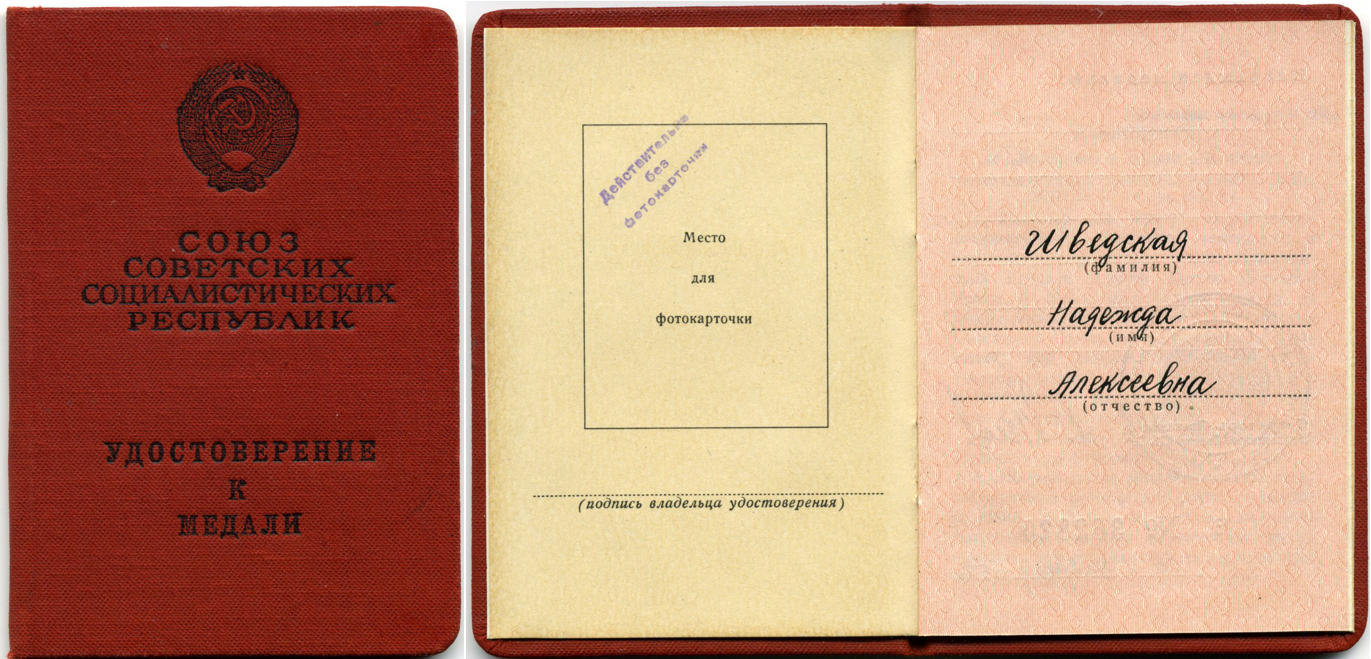 СОЮЗ
СОВЕТСКИХ
СОЦИАЛИСТИЧЕСКИХ
РЕСПУБЛИК
УДОСТОВЕРЕНИЕ
К
МЕДАЛИ
Действительно
без
фотокарточки
Место
для
фотокарточки
(подпись владельца удостоверения)
Шведская
(фамилия)
Надежда
(имя)
Алексеевна
(отчество)